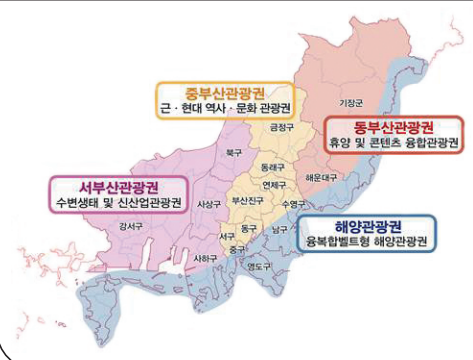 중부산관광권
근·현대 역사·문화 관광권
기장군
금정구
동부산관광권
휴양 및 콘텐츠 융합관광권
북구
동래구
해운대구
서부산관광권
수변생태 및 신산업관광권
연제구
사상구
부산진구
수영구
강서구
동구
남구
해양관광권
융복합벨트형 해양관광권
서구
중구
사하구
영도구